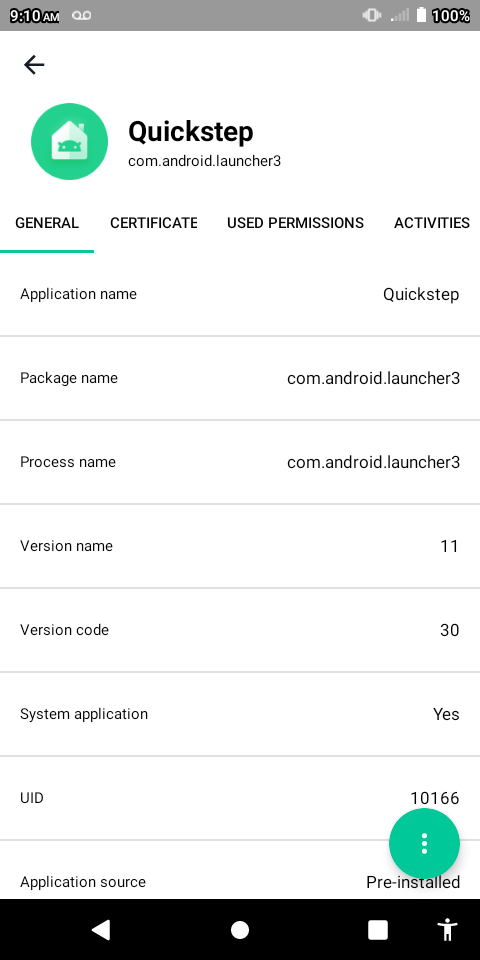 9:10 AM 100%
Quickstep
com.android.launcher3
GENERAL CERTIFICATE USED PERMISSIONS ACTIVITIES
Application name Quickstep
Package name com.android.launcher3
Process name com.android.launcher3
Version name 11
Version code 30
System application Yes
UID 10166
Application source Pre-installed